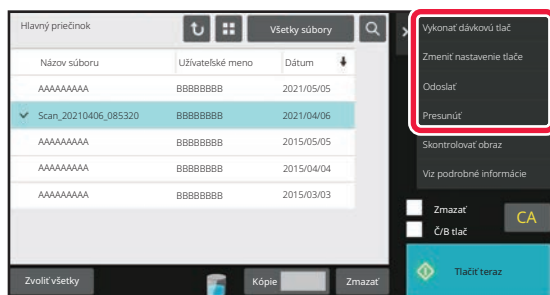 Hlavný priečinok
Všetky súbory
Názov súboru Užívateľské meno Dátum
AAAAAAAAA BBBBBBBB 2021/05/05
Scan_20210406_085320 BBBBBBBB 2021/04/06
AAAAAAAAA BBBBBBBB 2015/05/05
AAAAAAAAA BBBBBBBB 2015/04/04
AAAAAAAAA BBBBBBBB 2015/03/03
Zvoliť všetky
Kópie
Zmazať
Vykonať dávkovú tlač
Zmeniť nastavenie tlače
Odoslať
Presunúť
Skontrolovať obraz
Viz podrobné informácie
Zmazať
Č/B tlač
CA
Tlačiť teraz